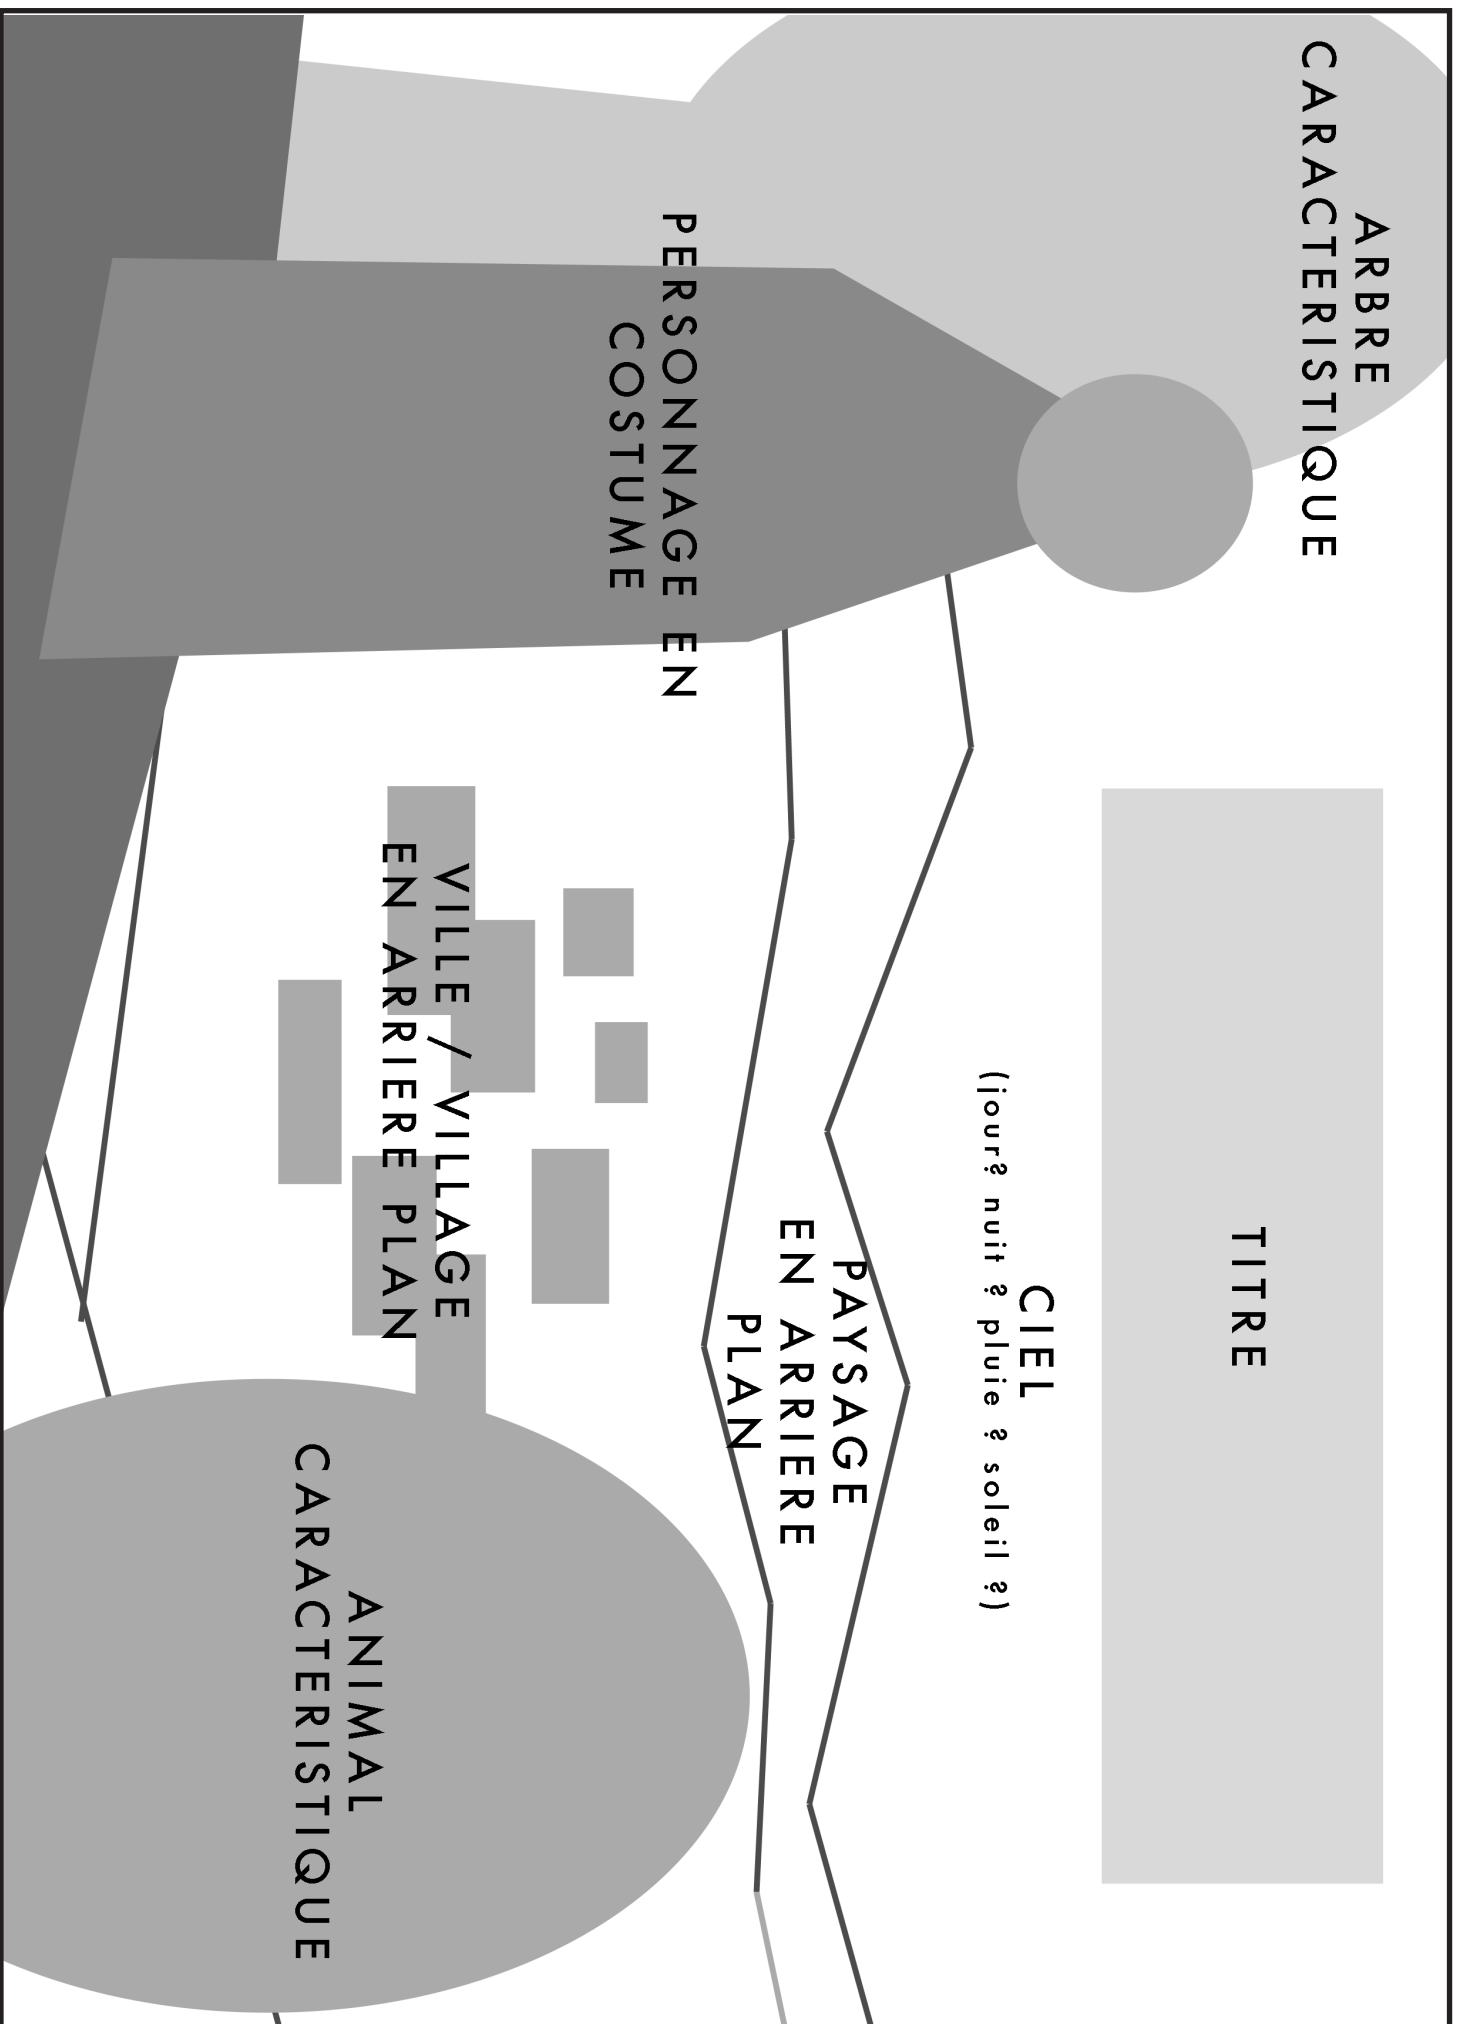 ARBRE
CARACTERISTIQUE
TITRE
CIEL
(jour? nuit ? pluie ? soleil ?)
PAYSAGE
EN ARRIERE
PLAN
PERSONNAGE EN
COSTUME
VILLE / VILLAGE
EN ARRIERE PLAN
ANIMAL
CARACTERISTIQUE